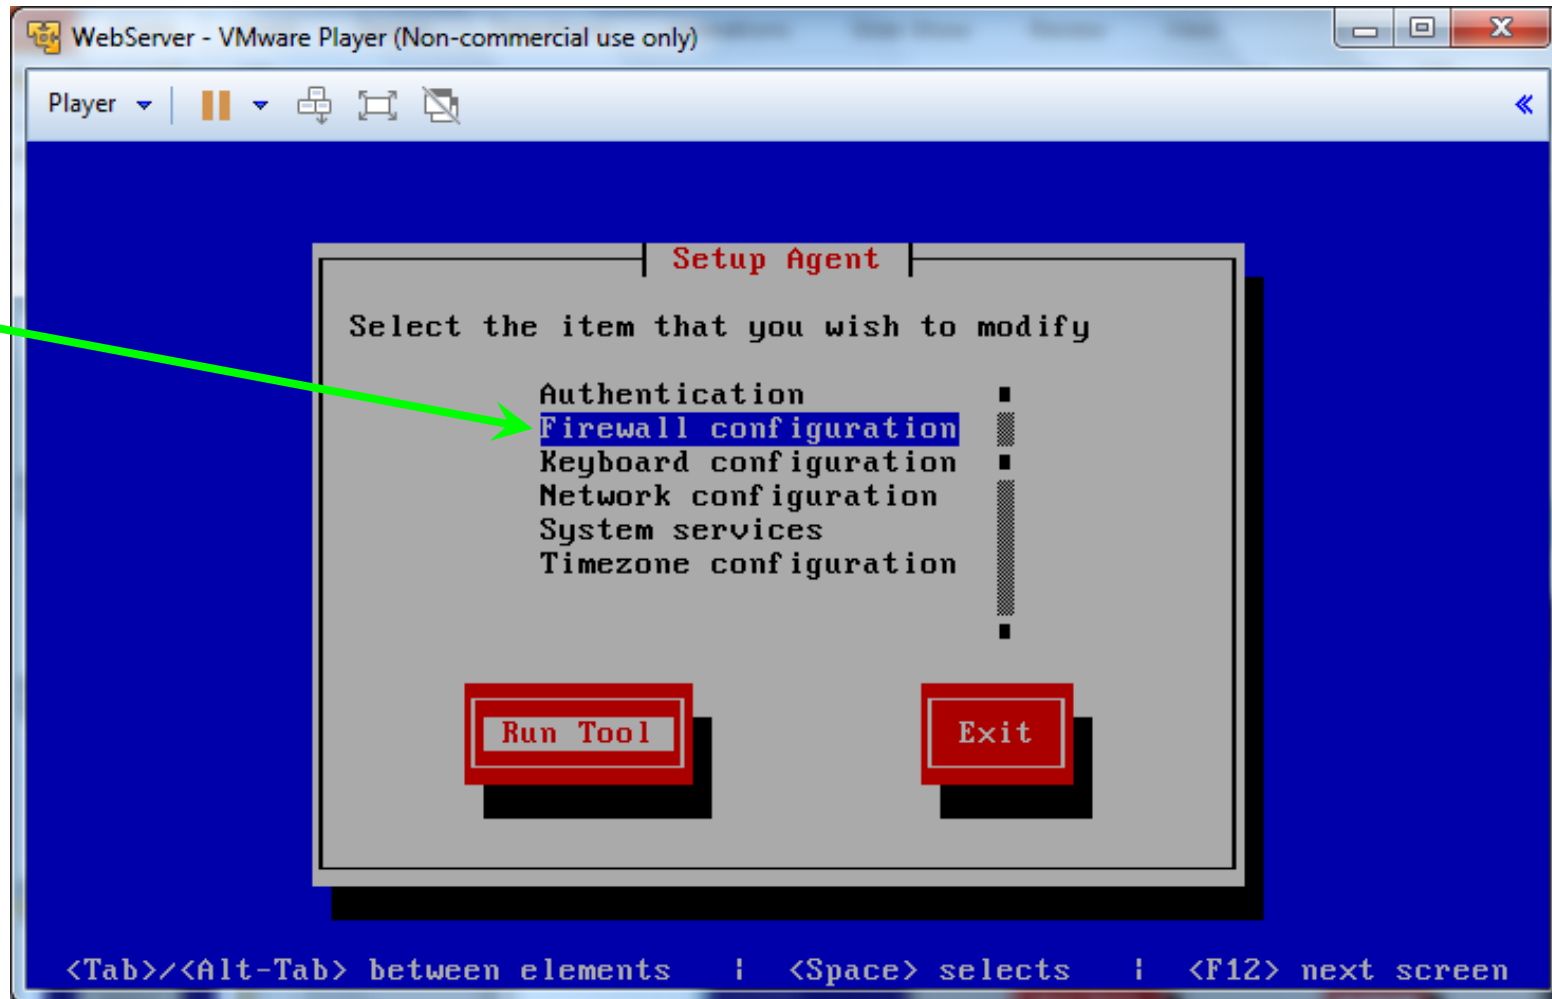 WebServer - VMware Player (Non-commercial use only)
Player
Setup Agent
Select the item that you wish to modify
Authentication
Firewall configuration
Keyboard configuration
Network configuration
System services
Timezone configuration
Run Tool Exit
<Tab>/<Alt-Tab> between elements | <Space> selects | <F12> next screen